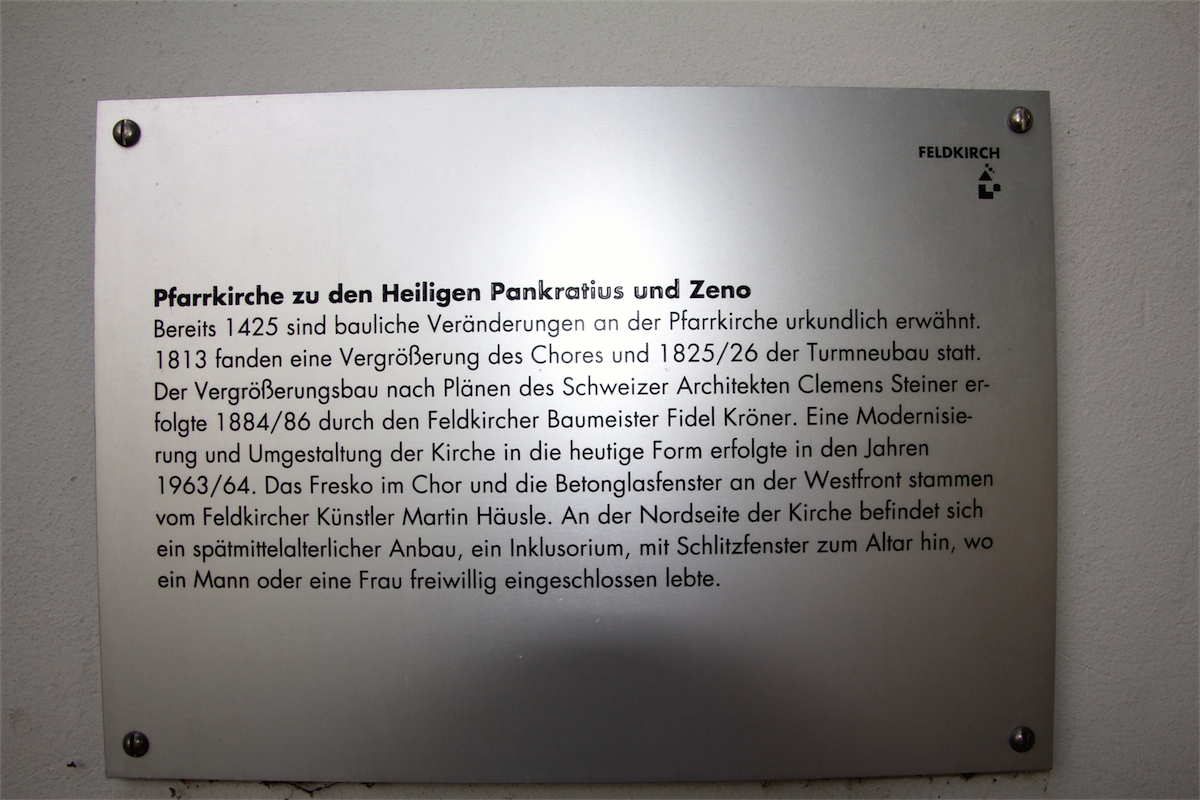 FELDKIRCH
Pfarrkirche zu den Heiligen Pankratius und Zeno
Bereits 1425 sind bauliche Veränderungen an der Pfarrkirche urkundlich erwähnt.
1813 fanden eine Vergrößerung des Chores und 1825/26 der Turmneubau statt.
Der Vergrößerungsbau nach Plänen des Schweizer Architekten Clemens Steiner er-
folgte 1884/86 durch den Feldkircher Baumeister Fidel Kröner. Eine Modernisie-
rung und Umgestaltung der Kirche in die heutige Form erfolgte in den Jahren
1963/64. Das Fresko im Chor und die Betonglasfenster an der Westfront stammen
vom Feldkircher Künstler Martin Häusle. An der Nordseite der Kirche befindet sich
ein spätmittelalterlicher Anbau, ein Inklusorium, mit Schlitzfenster zum Altar hin, wo
ein Mann oder eine Frau freiwillig eingeschlossen lebte.